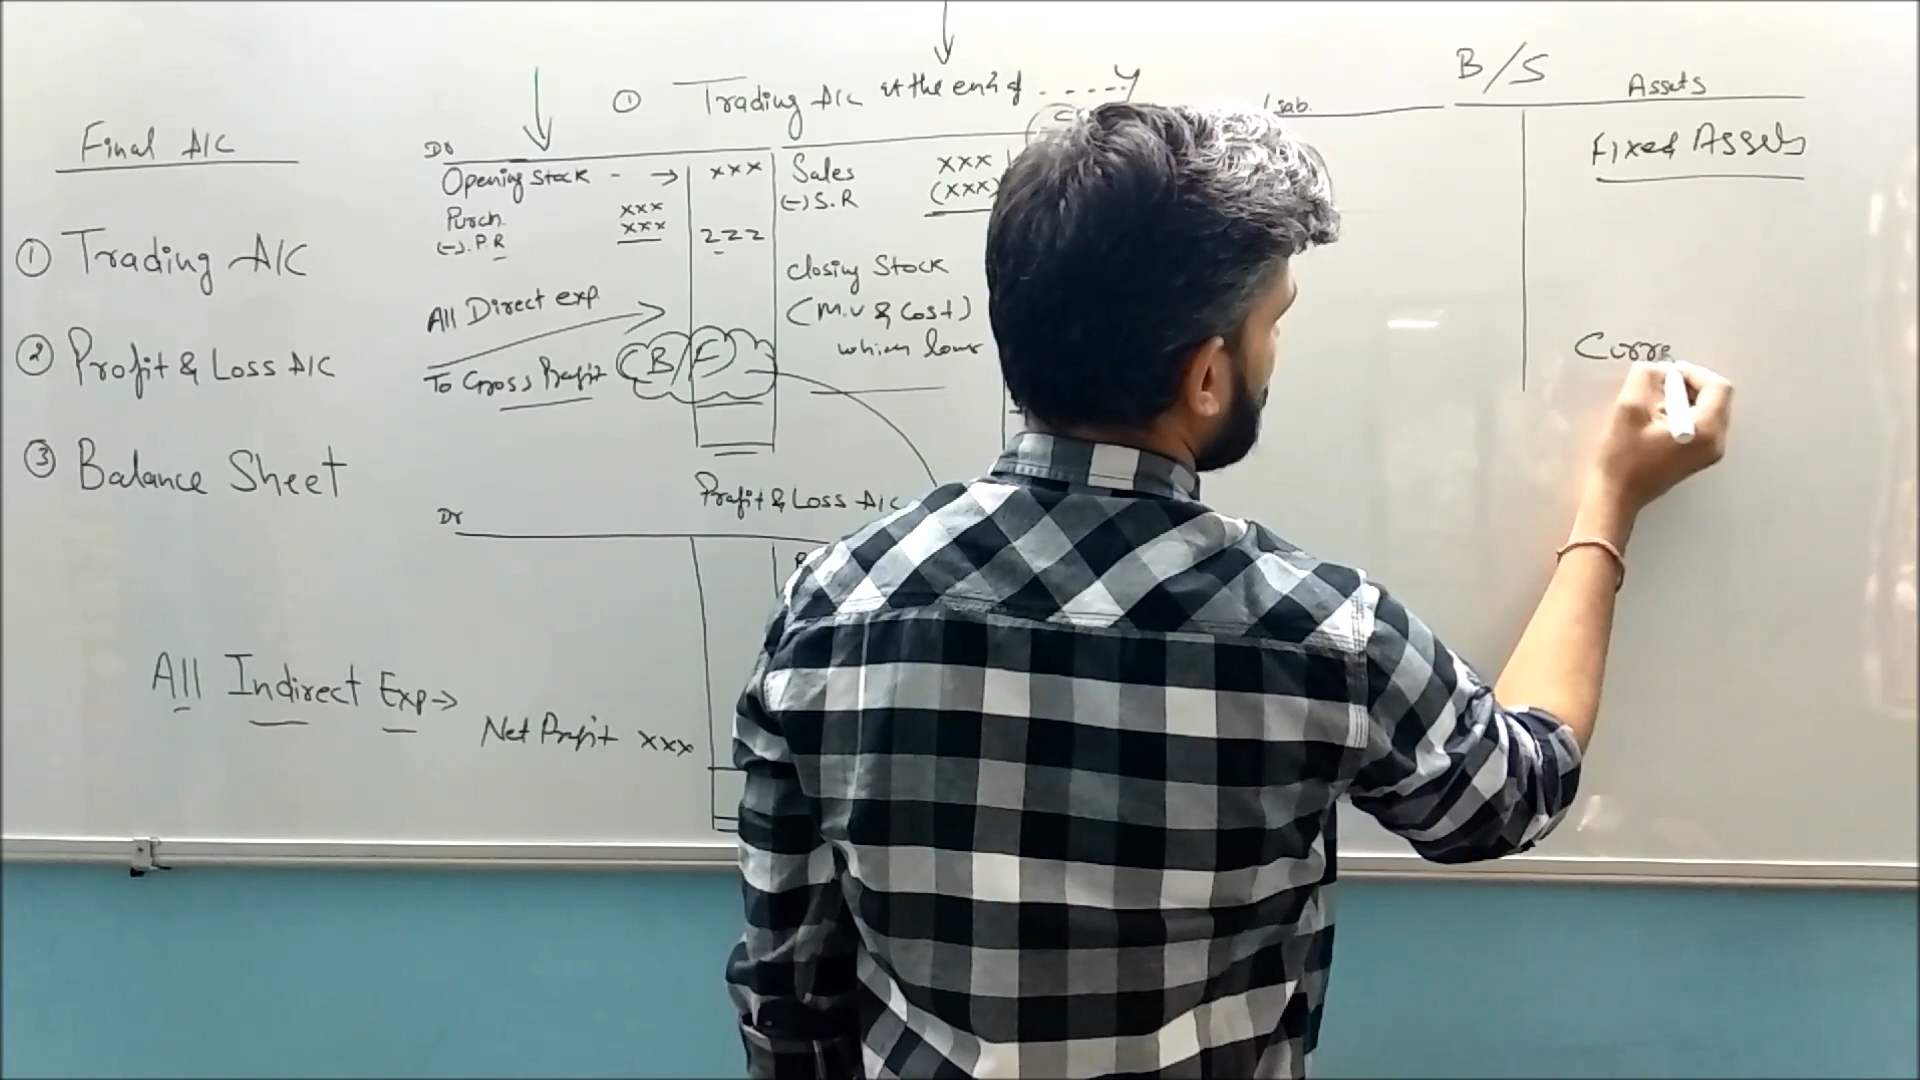 Final A/C
① Trading A/C
② Profit & Loss A/C
③ Balance Sheet
All Indirect Exp→
① Trading A/C at the end of .....y
Dr
Opening Stock - → xxx
Purch. xxx
(-). P.R xxx zzz
All Direct exp.
To Gross Profit B/F
Sales xxx
(-) S.R (xxx)
Closing Stock
(M.V & Cost)
Profit & Loss A/C
Dr
Net Profit xxx
B/S
Liab. Assets
Fixed Assets
Curre